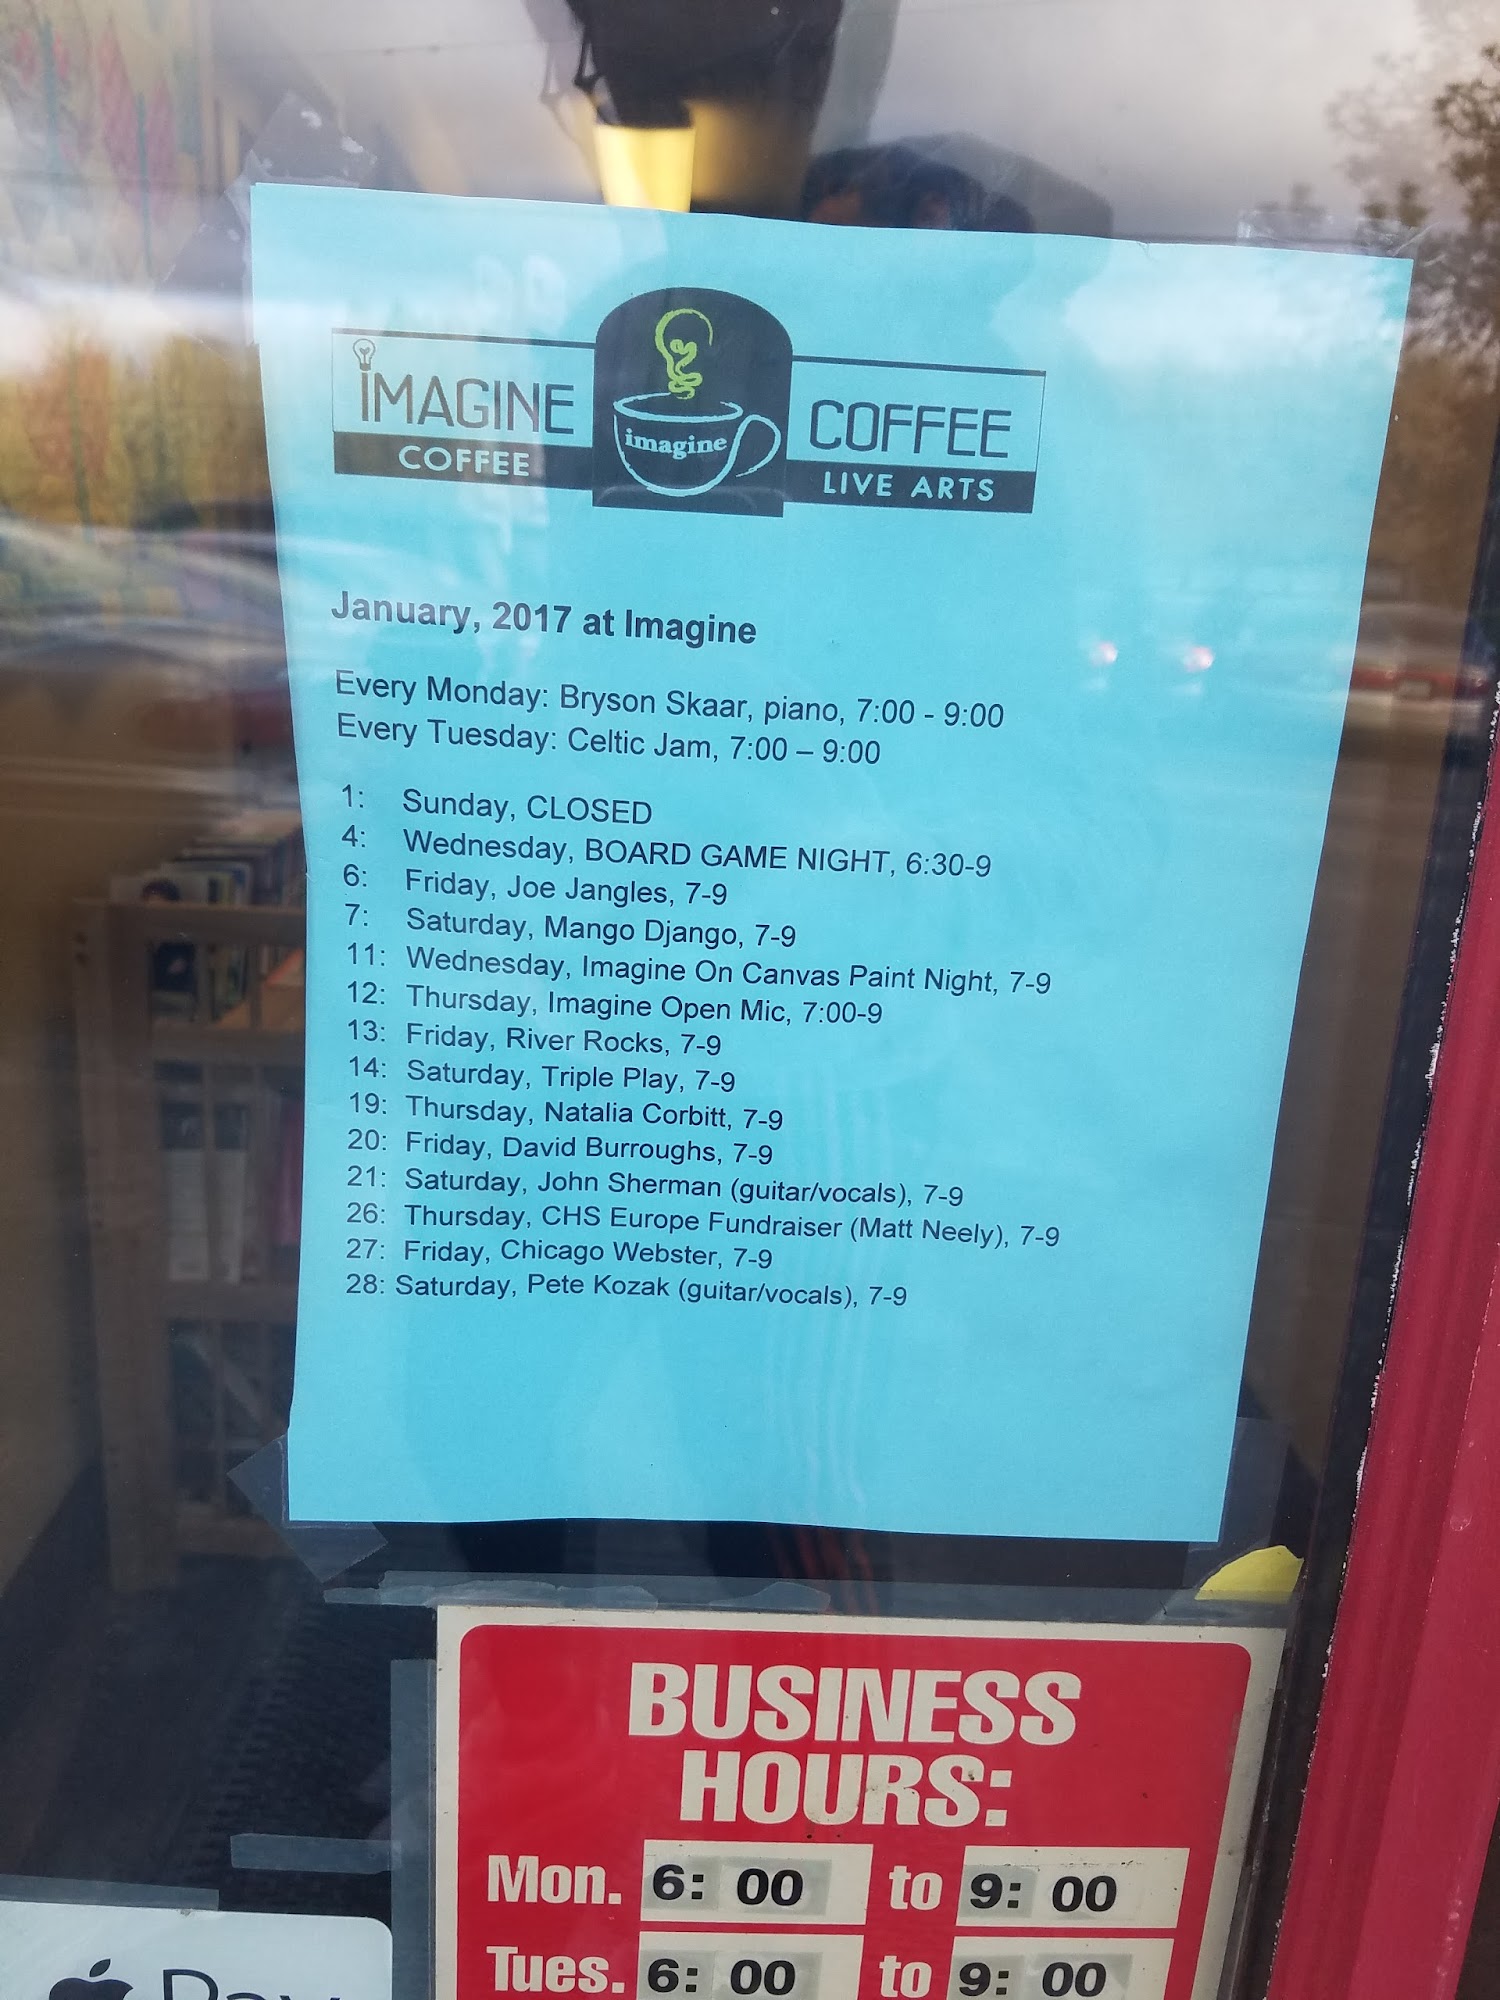 IMAGINE
COFFEE
imagine
COFFEE
LIVE ARTS
January, 2017 at Imagine
Every Monday: Bryson Skaar, piano, 7:00 - 9:00
Every Tuesday: Celtic Jam, 7:00 – 9:00
1: Sunday, CLOSED
4: Wednesday, BOARD GAME NIGHT, 6:30-9
6: Friday, Joe Jangles, 7-9
7: Saturday, Mango Django, 7-9
11: Wednesday, Imagine On Canvas Paint Night, 7-9
12: Thursday, Imagine Open Mic, 7:00-9
13: Friday, River Rocks, 7-9
14: Saturday, Triple Play, 7-9
19: Thursday, Natalia Corbitt, 7-9
20: Friday, David Burroughs, 7-9
21: Saturday, John Sherman (guitar/vocals), 7-9
26: Thursday, CHS Europe Fundraiser (Matt Neely), 7-9
27: Friday, Chicago Webster, 7-9
28: Saturday, Pete Kozak (guitar/vocals), 7-9
BUSINESS
HOURS:
Mon. 6: 00 to 9: 00
Tues. 6: 00 to 9: 00
Pay